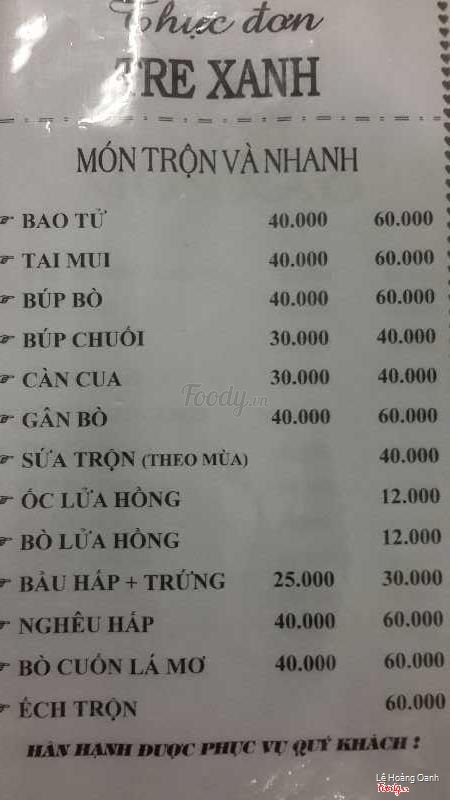 Thực đơn
TRE XANH
MÓN TRỘN VÀ NHANH
BAO TỬ 40.000 60.000
TAI MUI 40.000 60.000
BÚP BÒ 40.000 60.000
BÚP CHUỐI 30.000 40.000
CÀN CUA 30.000 40.000
GÂN BÒ 40.000 60.000
SỨA TRỘN (THEO MÙA) 40.000
ỐC LỬA HỒNG 12.000
BÒ LỬA HỒNG 12.000
BẦU HẤP + TRỨNG 25.000 30.000
NGHÊU HẤP 40.000 60.000
BÒ CUỐN LÁ MƠ 40.000 60.000
ẾCH TRỘN 60.000
HÂN HẠNH ĐƯỢC PHỤC VỤ QUÝ KHÁCH !
Foody.vn
Lê Hoàng Oanh
Foody.vn